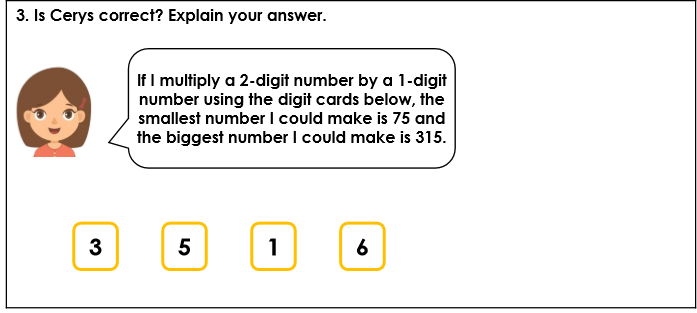 3. Is Cerys correct? Explain your answer.
If I multiply a 2-digit number by a 1-digit
number using the digit cards below, the
smallest number I could make is 75 and
the biggest number I could make is 315.
3 5 1 6